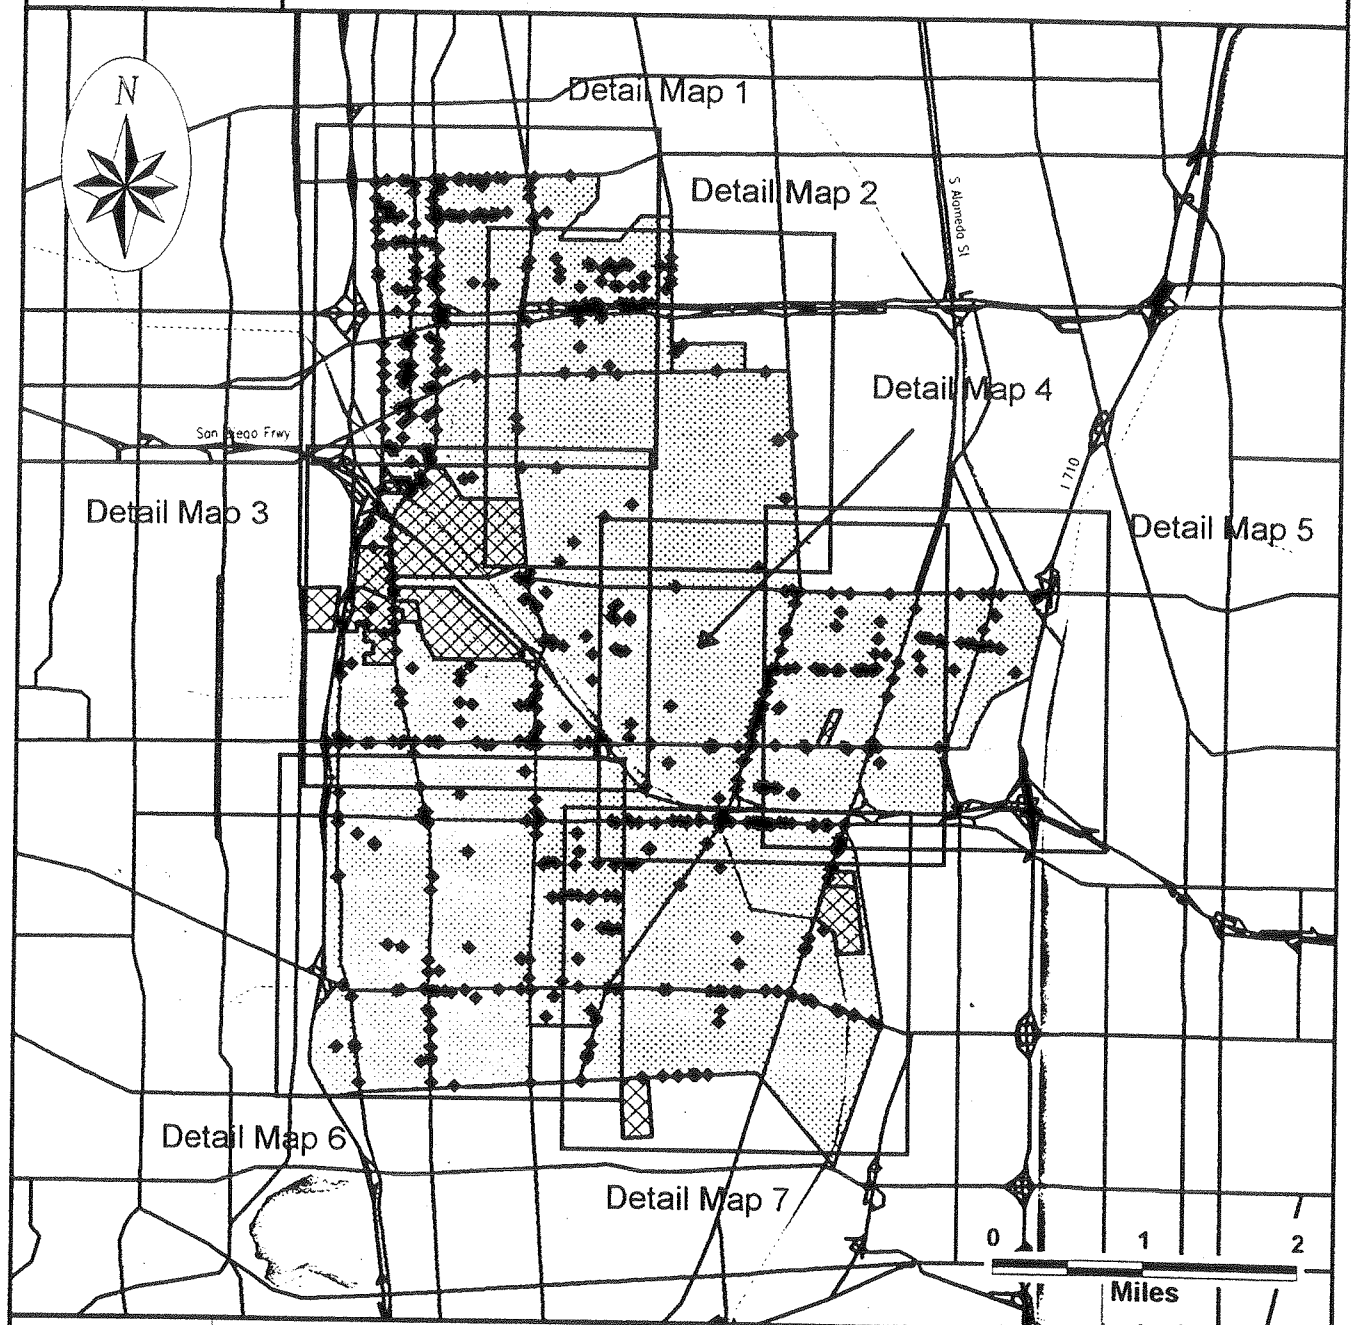 Detail Map 1
N
Detail Map 2
S Alameda St
Detail Map 4
San Diego Frwy
I 710
Detail Map 3
Detail Map 5
Detail Map 6
Detail Map 7
0 1 2
Miles